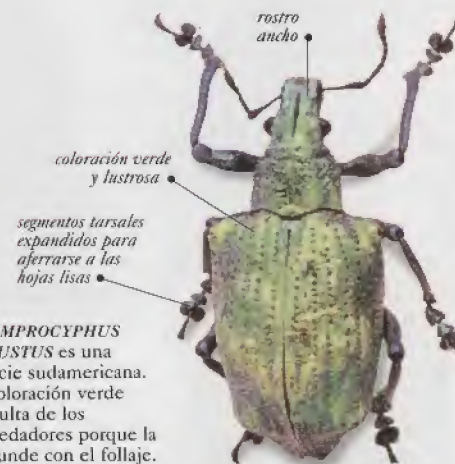 rostro
ancho
coloración verde
y lustrosa
segmentos tarsales
expandidos para
aferrarse a las
hojas lisas
MPROCYPHUS
USTUS es una
cie sudamericana.
oloración verde
ulta de los
edadores porque la
unde con el follaje.